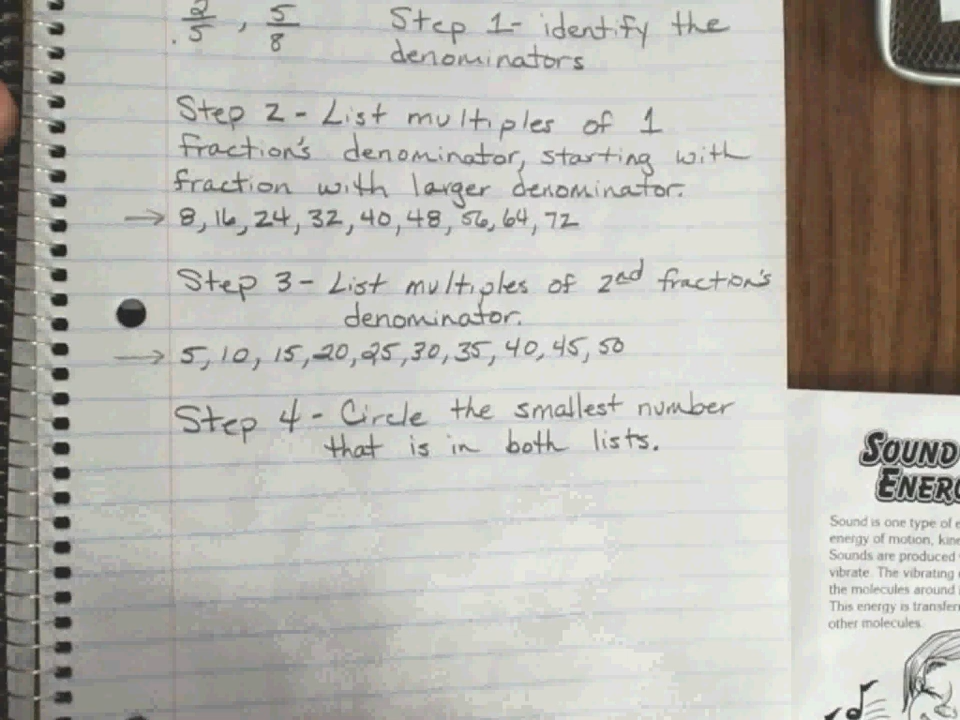 2/5 , 5/8 Step 1- identify the
denominators
Step 2 - List multiples of 1
fraction's denominator, starting with
fraction with larger denominator.
→ 8, 16, 24, 32, 40, 48, 56, 64, 72
Step 3 - List multiples of 2nd fraction's
denominator.
→ 5, 10, 15, 20, 25, 30, 35, 40, 45, 50
Step 4 - Circle the smallest number
that is in both lists.
SOUND
Sound is one type of
energy of motion,
Sounds are produced
vibrate. The vibrating
the molecules around
This energy is
other molecules.